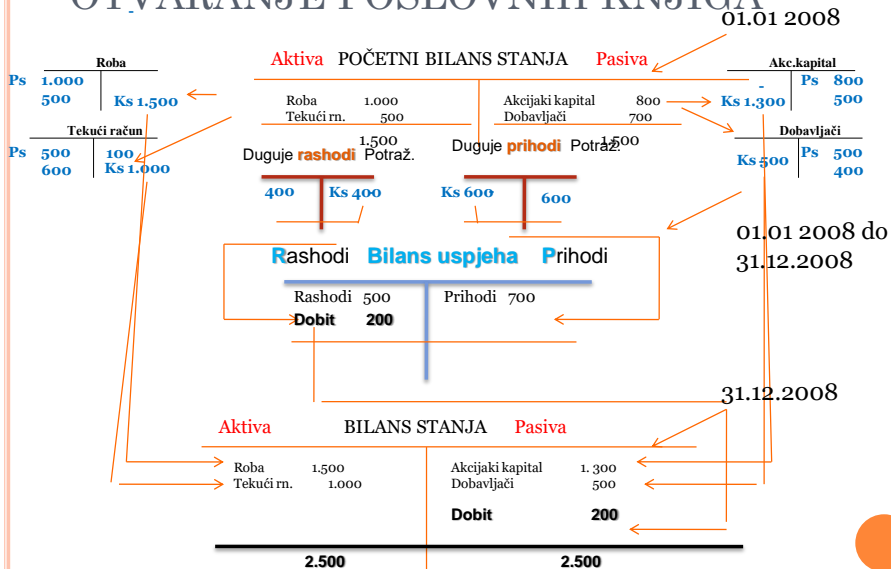 OTVARANJE POSLOVNIH KNJIGA
01.01 2008
Aktiva POČETNI BILANS STANJA Pasiva
Roba
Ps 1.000
500 Ks 1.500
Akc.kapital
Ps 800
Ks 1.300 500
Roba 1.000 Akcijaki kapital 800
Tekući rn. 500 Dobavljači 700
1.500 1.500
Tekući račun
Ps 500 100
600 Ks 1.000
Dobavljači
Ks 500 Ps 500
400
Duguje rashodi Potraž. Duguje prihodi Potraž.
400 Ks 400 Ks 600 600
01.01 2008 do
31.12.2008
Rashodi Bilans uspjeha Prihodi
Rashodi 500 Prihodi 700
Dobit 200
31.12.2008
Aktiva BILANS STANJA Pasiva
Roba 1.500 Akcijaki kapital 1. 300
Tekući rn. 1.000 Dobavljači 500
Dobit 200
2.500 2.500